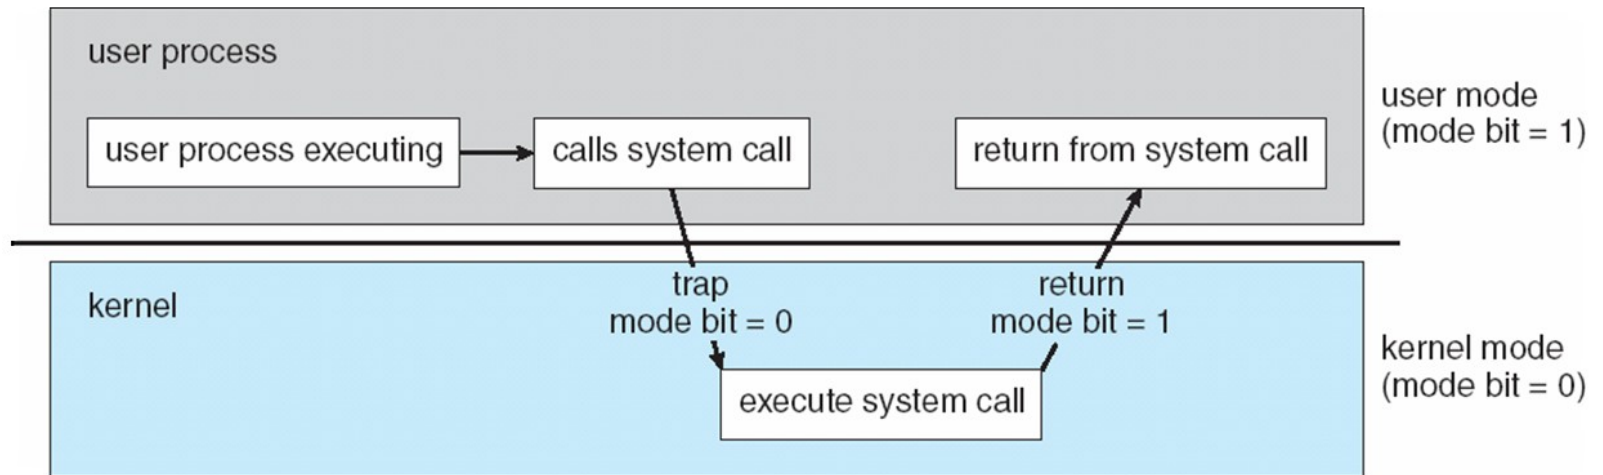 user process
user process executing
calls system call
return from system call
user mode
(mode bit = 1)
kernel
trap
mode bit = 0
return
mode bit = 1
execute system call
kernel mode
(mode bit = 0)